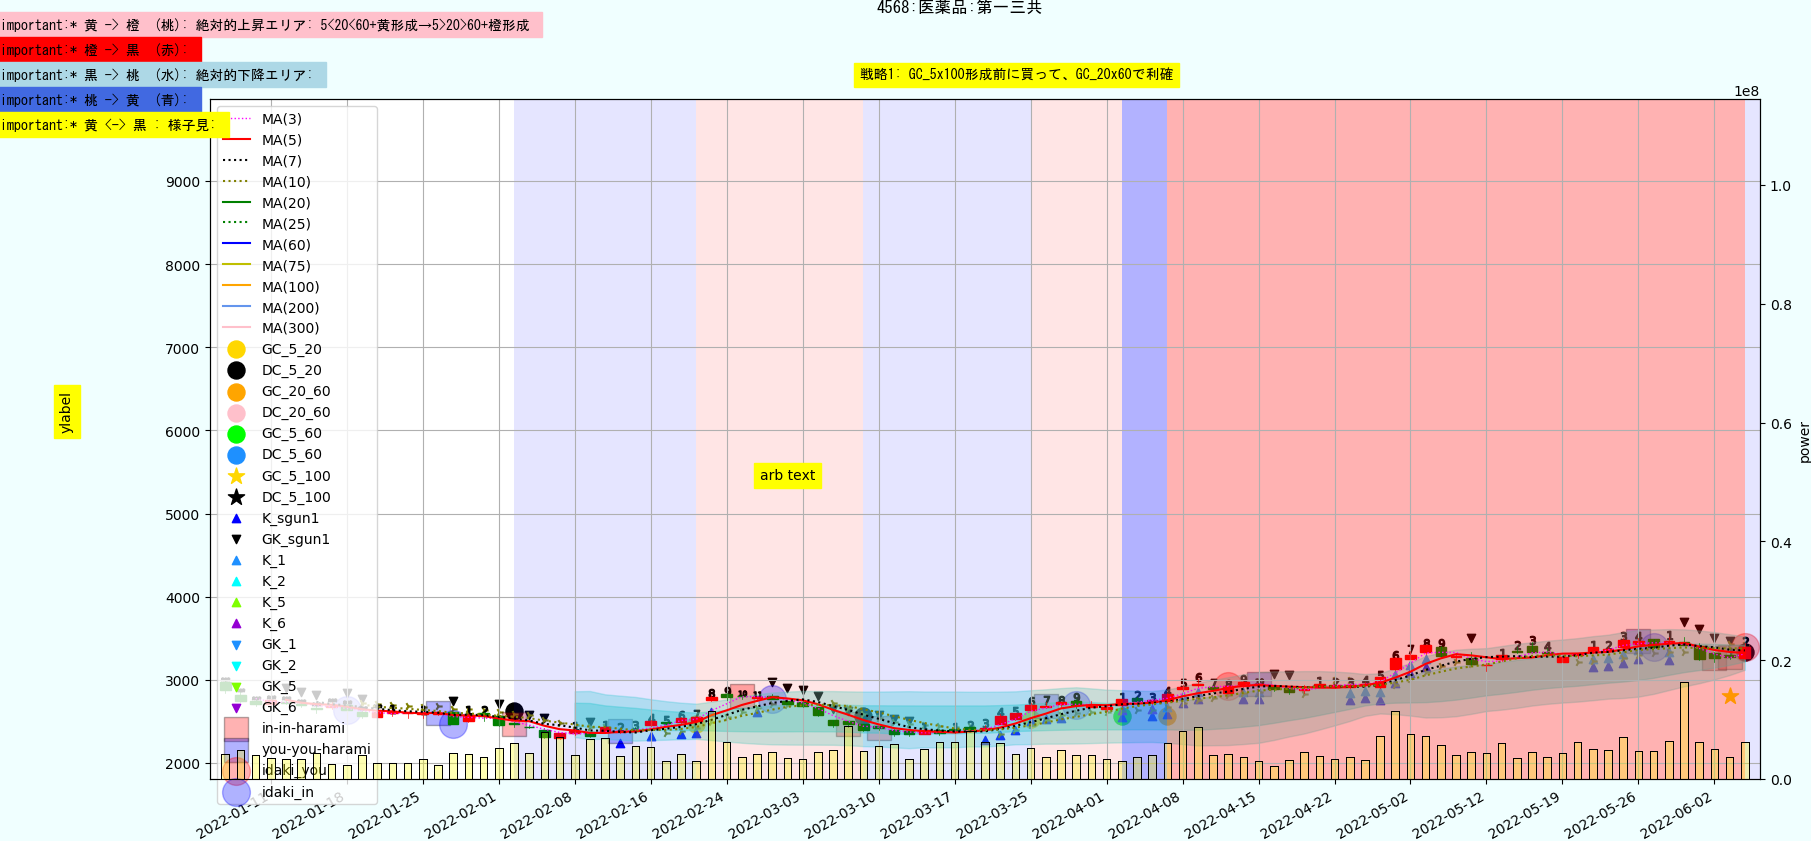 4568:医薬品:第一三共
important:* 黄 -> 橙 (桃): 絶対的上昇エリア: 5<20<60+黄形成→5>20>60+橙形成
important:* 橙 -> 黒 (赤):
important:* 黒 -> 桃 (水): 絶対的下降エリア:
important:* 桃 -> 黄 (青):
important:* 黄 <-> 黒 : 様子見:
戦略1: GC_5x100形成前に買って、GC_20x60で利確
1e8
MA(3)
MA(5)
MA(7)
MA(10)
MA(20)
MA(25)
MA(60)
MA(75)
MA(100)
MA(200)
MA(300)
GC_5_20
DC_5_20
GC_20_60
DC_20_60
GC_5_60
DC_5_60
GC_5_100
DC_5_100
K_sgun1
GK_sgun1
K_1
K_2
K_5
K_6
GK_1
GK_2
GK_5
GK_6
in-in-harami
you-you-harami
idaki_you
idaki_in
9000
8000
7000
6000
5000
4000
3000
2000
ylabel
arb text
1.0
0.8
0.6
0.4
0.2
0.0
power
2022-01-11
2022-01-18
2022-01-25
2022-02-01
2022-02-08
2022-02-16
2022-02-24
2022-03-03
2022-03-10
2022-03-17
2022-03-25
2022-04-01
2022-04-08
2022-04-15
2022-04-22
2022-05-02
2022-05-12
2022-05-19
2022-05-26
2022-06-02